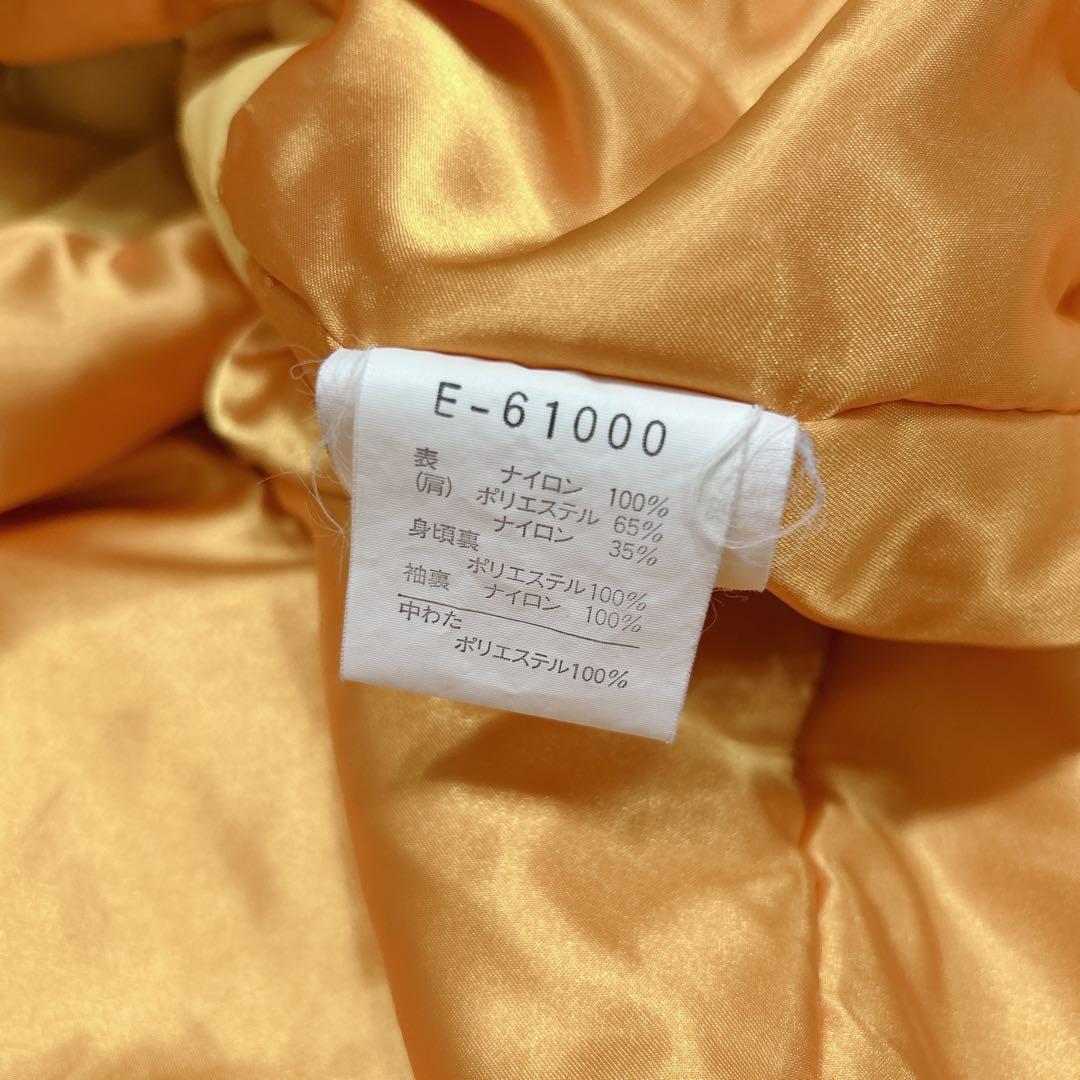 E-61000
表 ナイロン 100%
(肩) ポリエステル 65%
ナイロン 35%
身頃裏
ポリエステル100%
袖裏 ナイロン 100%
中わた
ポリエステル100%